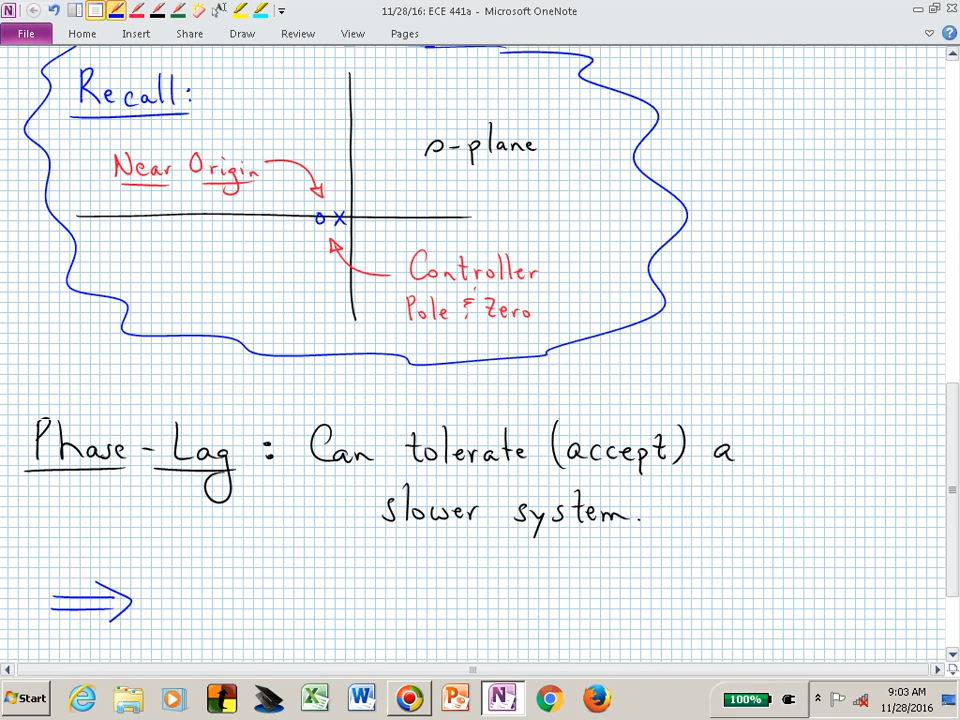 11/28/16: ECE 441a - Microsoft OneNote
File Home Insert Share Draw Review View Pages
Recall:
s-plane
Near Origin
Controller
Pole & Zero
Phase-Lag: Can tolerate (accept) a
slower system.
⇒
Start
100%
9:03 AM
11/28/2016